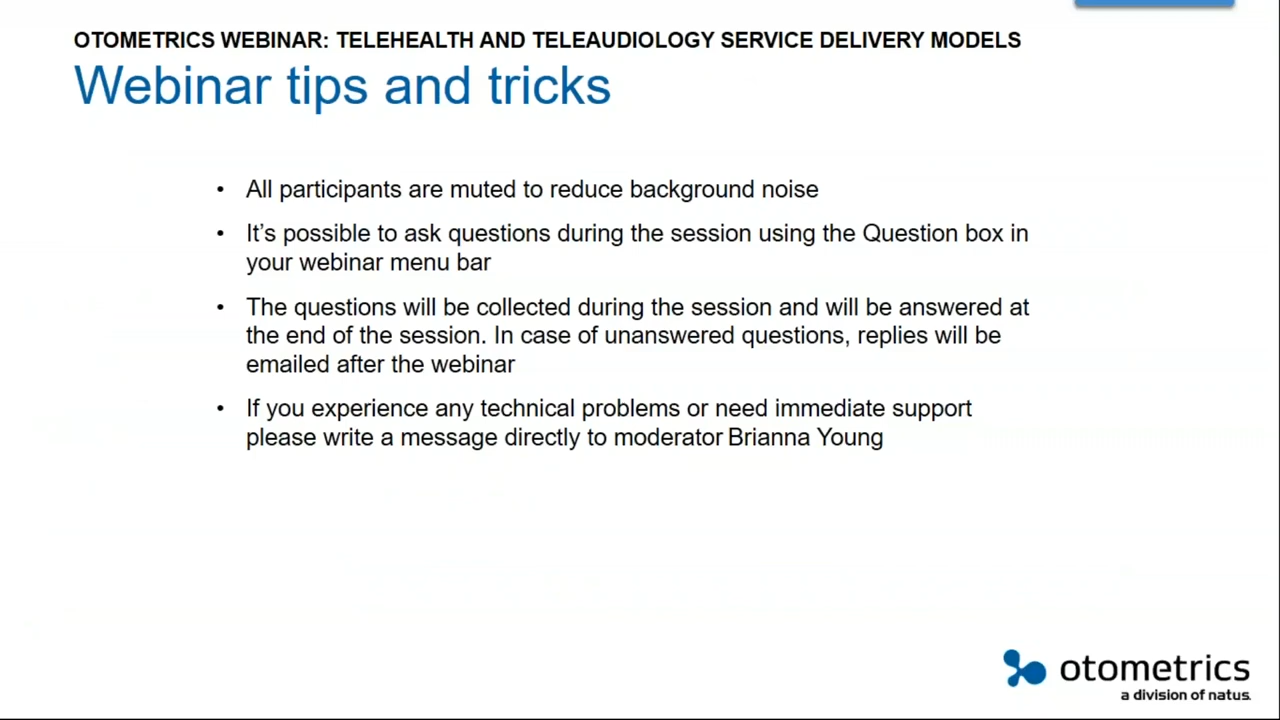 OTOMETRICS WEBINAR: TELEHEALTH AND TELEAUDIOLOGY SERVICE DELIVERY MODELS
Webinar tips and tricks
• All participants are muted to reduce background noise
• It’s possible to ask questions during the session using the Question box in
your webinar menu bar
• The questions will be collected during the session and will be answered at
the end of the session. In case of unanswered questions, replies will be
emailed after the webinar
• If you experience any technical problems or need immediate support
please write a message directly to moderator Brianna Young
otometrics
a division of natus.